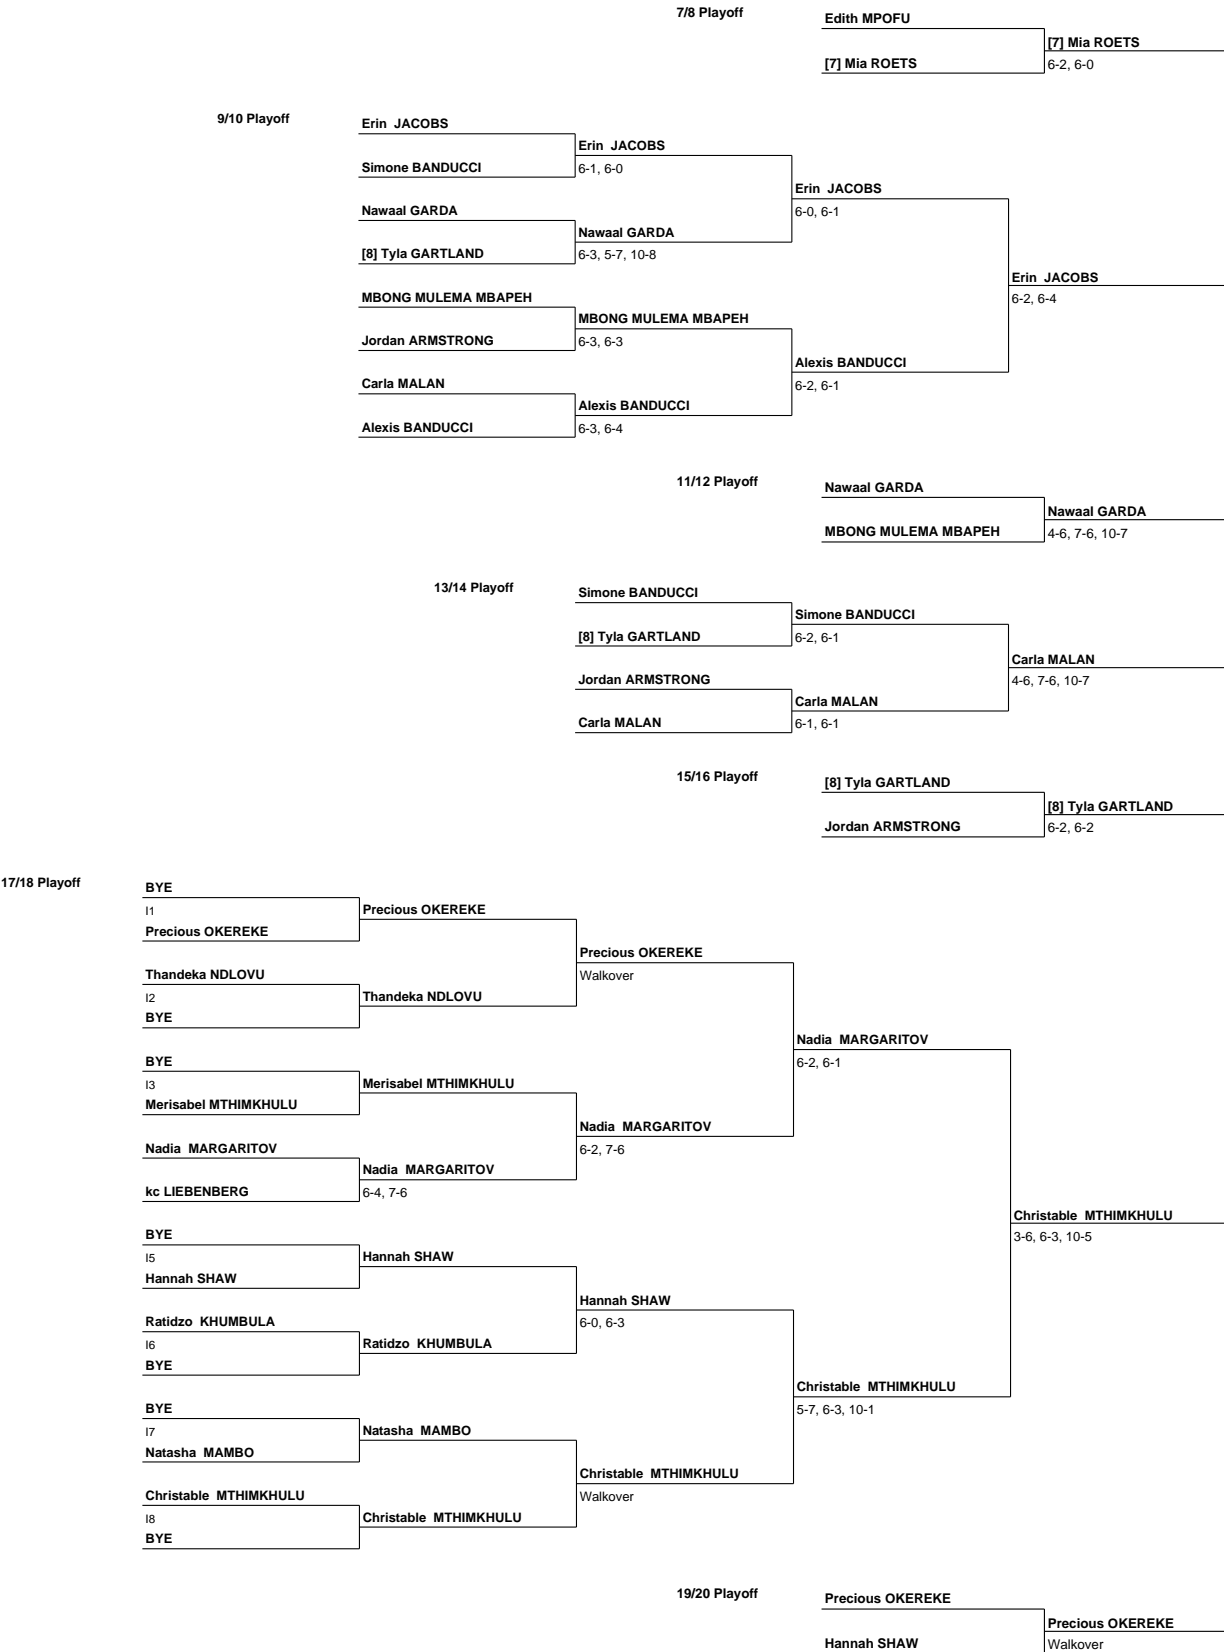 7/8 Playoff
Edith MPOFU
[7] Mia ROETS
[7] Mia ROETS
6-2, 6-0
9/10 Playoff
Erin JACOBS
Erin JACOBS
Simone BANDUCCI
6-1, 6-0
Erin JACOBS
Nawaal GARDA
6-0, 6-1
Nawaal GARDA
[8] Tyla GARTLAND
6-3, 5-7, 10-8
Erin JACOBS
MBONG MULEMA MBAPEH
6-2, 6-4
MBONG MULEMA MBAPEH
Jordan ARMSTRONG
6-3, 6-3
Alexis BANDUCCI
Carla MALAN
6-2, 6-1
Alexis BANDUCCI
Alexis BANDUCCI
6-3, 6-4
11/12 Playoff
Nawaal GARDA
Nawaal GARDA
MBONG MULEMA MBAPEH
4-6, 7-6, 10-7
13/14 Playoff
Simone BANDUCCI
Simone BANDUCCI
[8] Tyla GARTLAND
6-2, 6-1
Carla MALAN
Jordan ARMSTRONG
4-6, 7-6, 10-7
Carla MALAN
Carla MALAN
6-1, 6-1
15/16 Playoff
[8] Tyla GARTLAND
[8] Tyla GARTLAND
Jordan ARMSTRONG
6-2, 6-2
17/18 Playoff
BYE
I1
Precious OKEREKE
Precious OKEREKE
Precious OKEREKE
Thandeka NDLOVU
Walkover
I2
Thandeka NDLOVU
BYE
Nadia MARGARITOV
BYE
6-2, 6-1
I3
Merisabel MTHIMKHULU
Merisabel MTHIMKHULU
Nadia MARGARITOV
Nadia MARGARITOV
6-2, 7-6
Nadia MARGARITOV
kc LIEBENBERG
6-4, 7-6
Christable MTHIMKHULU
BYE
3-6, 6-3, 10-5
I5
Hannah SHAW
Hannah SHAW
Hannah SHAW
Ratidzo KHUMBULA
6-0, 6-3
I6
Ratidzo KHUMBULA
BYE
Christable MTHIMKHULU
BYE
5-7, 6-3, 10-1
I7
Natasha MAMBO
Natasha MAMBO
Christable MTHIMKHULU
Christable MTHIMKHULU
Walkover
I8
Christable MTHIMKHULU
BYE
19/20 Playoff
Precious OKEREKE
Precious OKEREKE
Hannah SHAW
Walkover